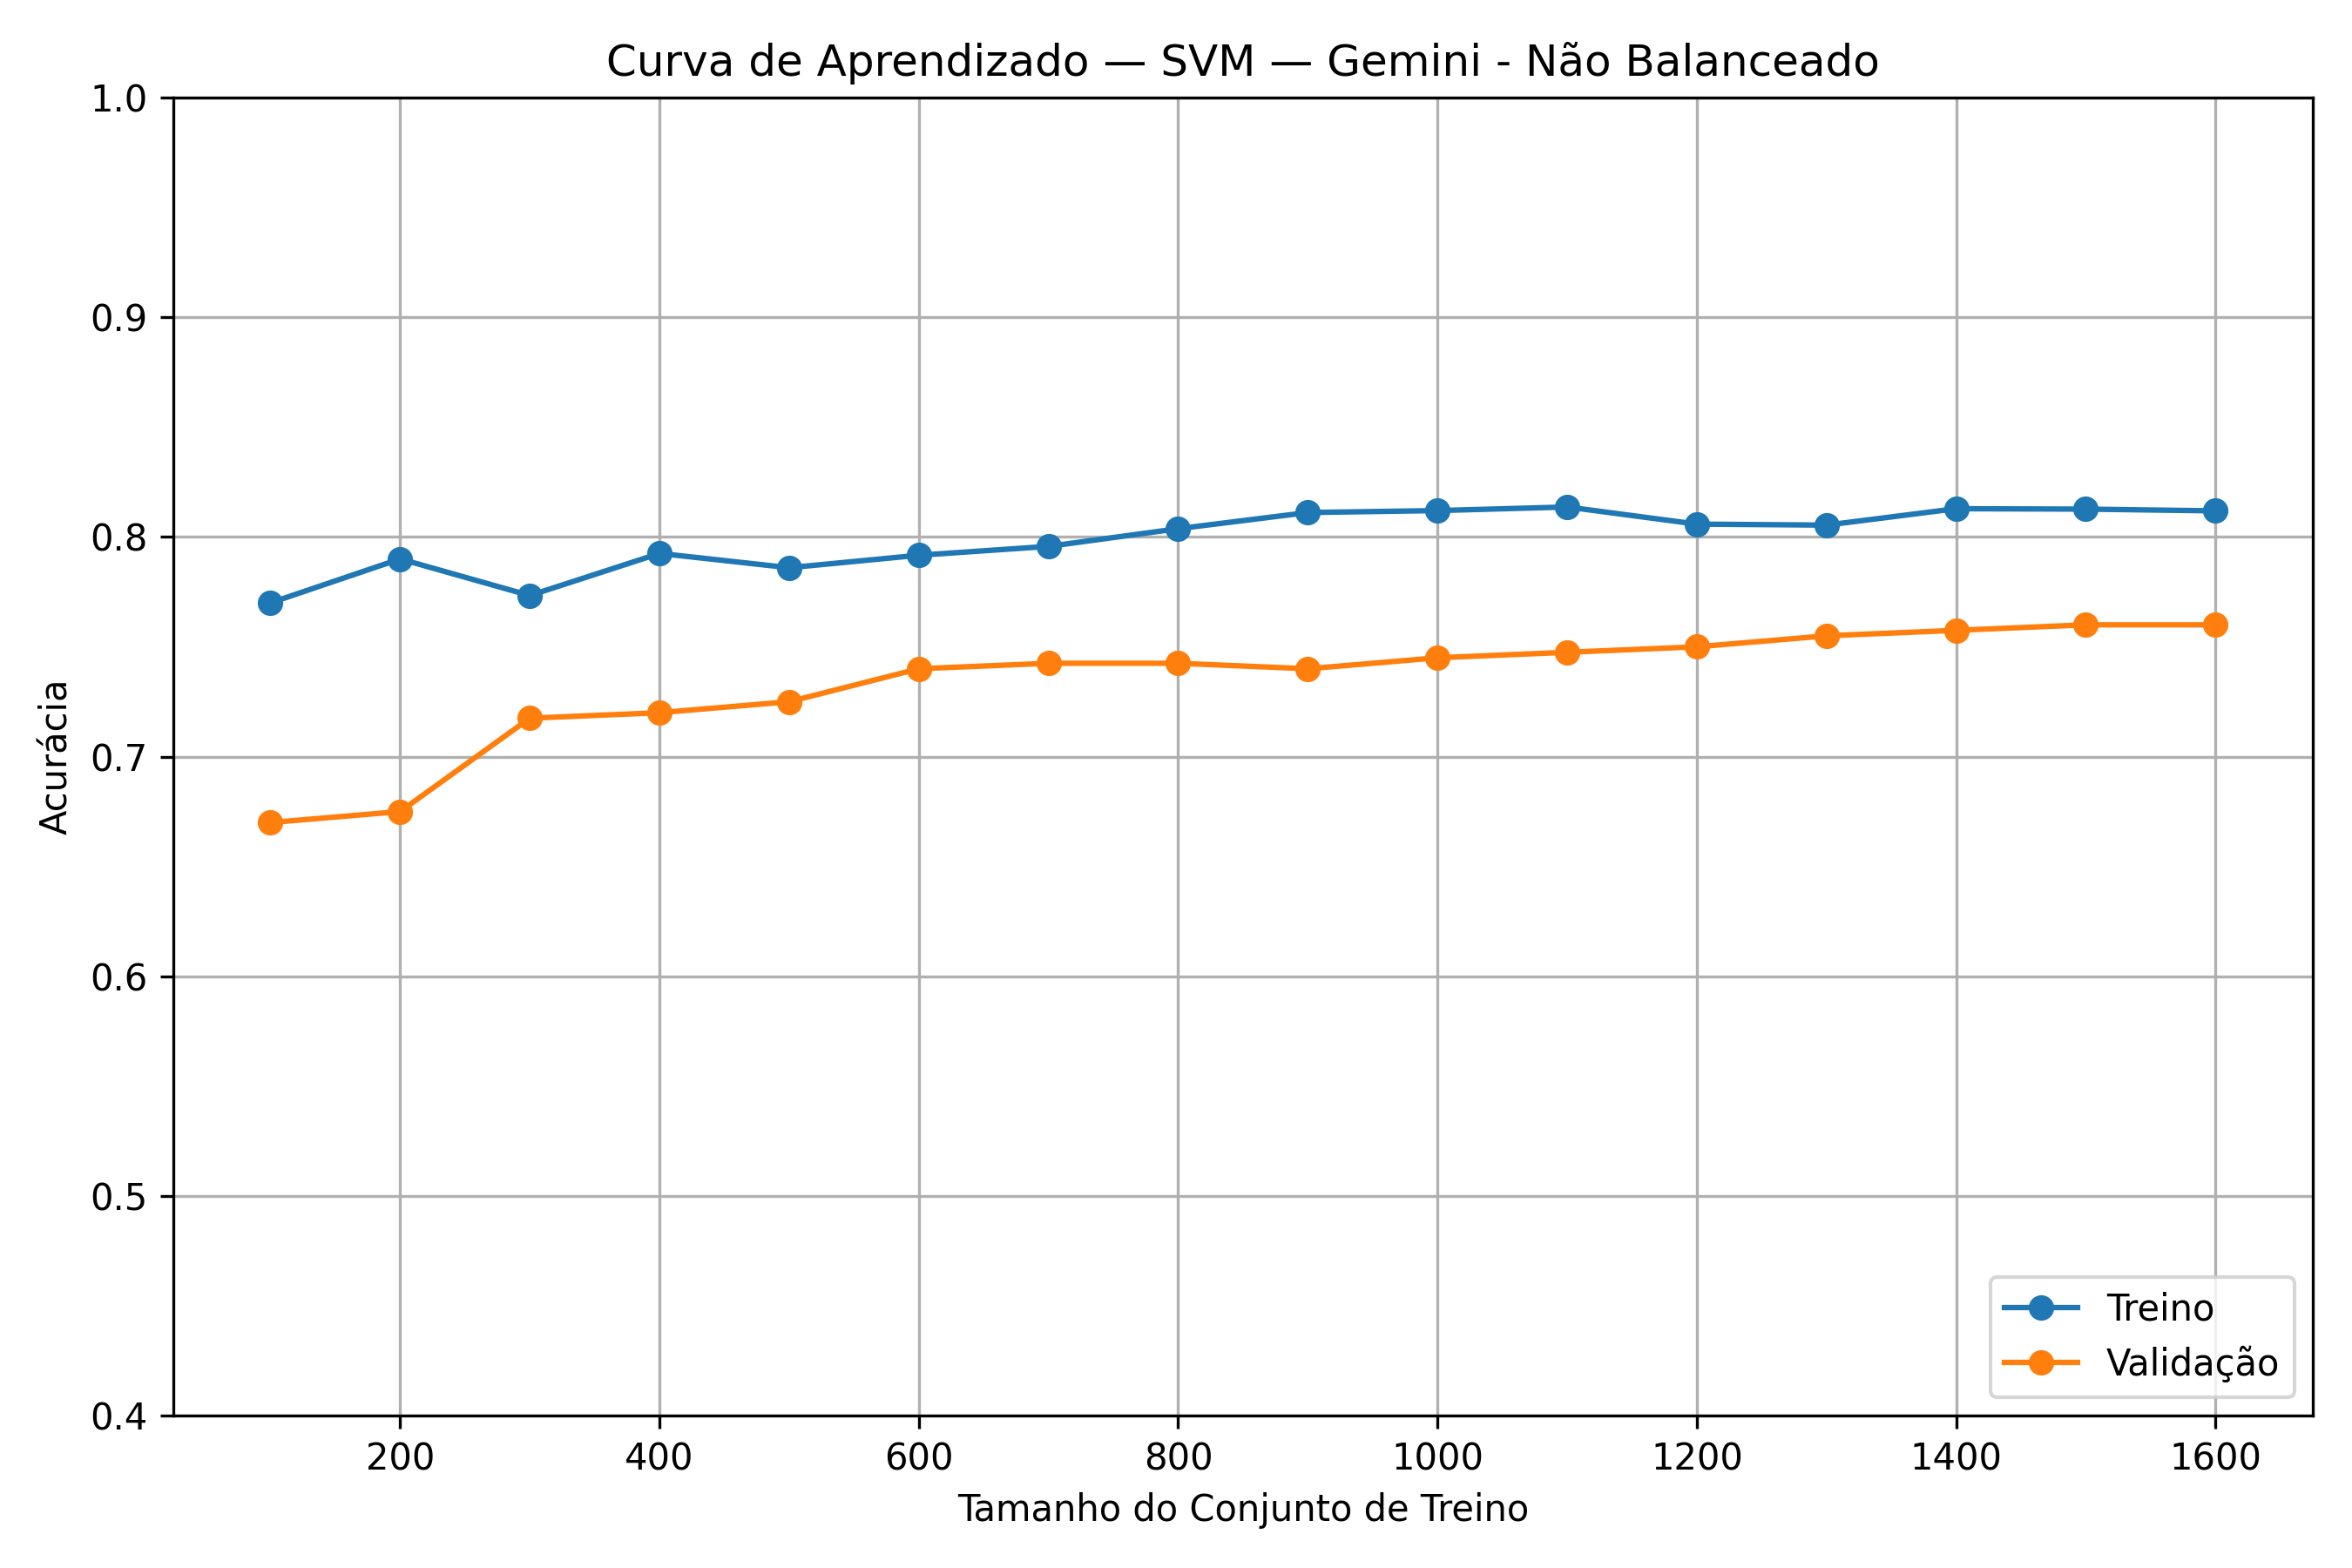 Curva de Aprendizado — SVM — Gemini - Não Balanceado
1.0
0.9
0.8
0.7
0.6
0.5
0.4
Acurácia
200 400 600 800 1000 1200 1400 1600
Tamanho do Conjunto de Treino
Treino
Validação